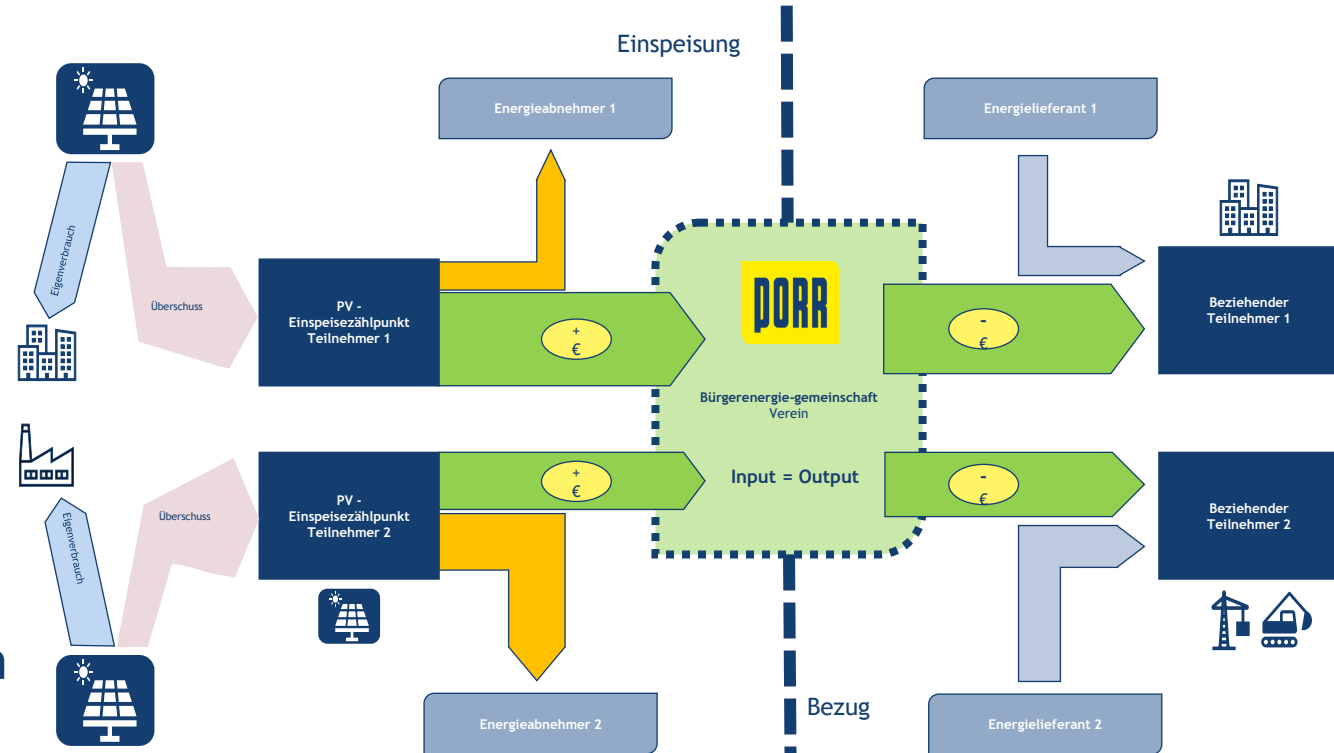 Einspeisung
Energieabnehmer 1
Energielieferant 1
Eigenverbrauch
Überschuss
PV -
Einspeisezählpunkt
Teilnehmer 1
+
€
PORR
-
€
Beziehender
Teilnehmer 1
Bürgerenergie-gemeinschaft
Verein
Input = Output
Eigenverbrauch
Überschuss
PV -
Einspeisezählpunkt
Teilnehmer 2
+
€
-
€
Beziehender
Teilnehmer 2
Energieabnehmer 2
Bezug
Energielieferant 2